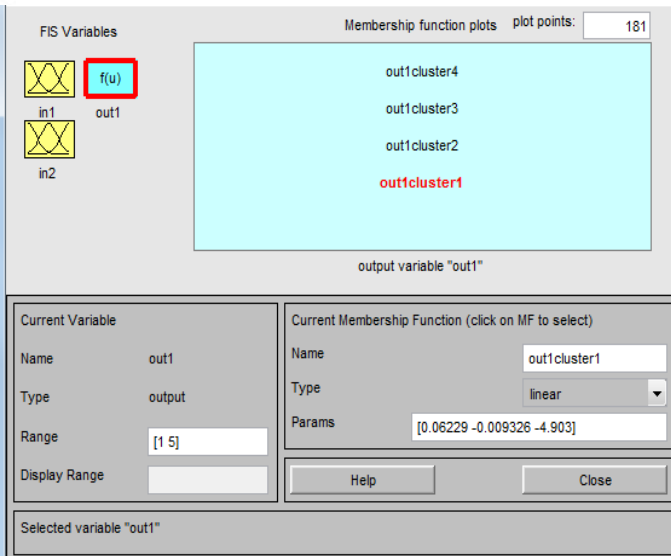 FIS Variables
Membership function plots
plot points:
181
f(u)
in1
out1
in2
out1cluster4
out1cluster3
out1cluster2
out1cluster1
output variable "out1"
Current Variable
Name
out1
Type
output
Range
[1 5]
Display Range
Current Membership Function (click on MF to select)
Name
out1cluster1
Type
linear
Params
[0.06229 -0.009326 -4.903]
Help
Close
Selected variable "out1"